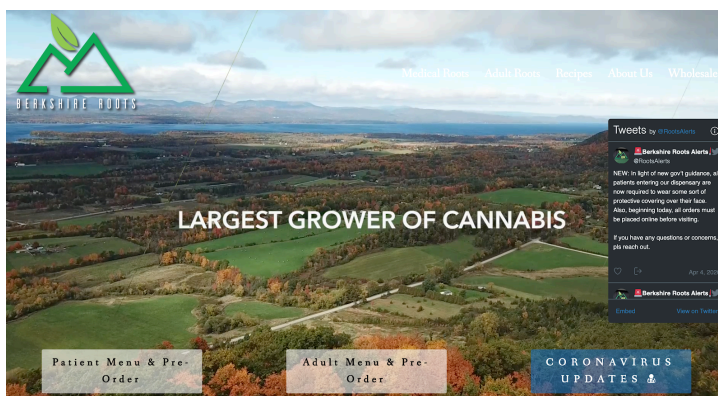 BERKSHIRE ROOTS
Medical Roots Adult Roots Recipes About Us Wholesale
LARGEST GROWER OF CANNABIS
Tweets by @RootsAlerts
Berkshire Roots Alerts
@RootsAlerts
NEW: In light of new gov't guidance, all
patients entering our dispensary are
now required to wear some sort of
protective covering over their face.
Also, beginning today, all orders must
be placed online before visiting.
If you have any questions or concerns,
pls reach out.
Apr 4, 
Berkshire Roots Alerts
Embed View on Twitter
Patient Menu & Pre-
Order
Adult Menu & Pre-
Order
CORONAVIRUS
UPDATES